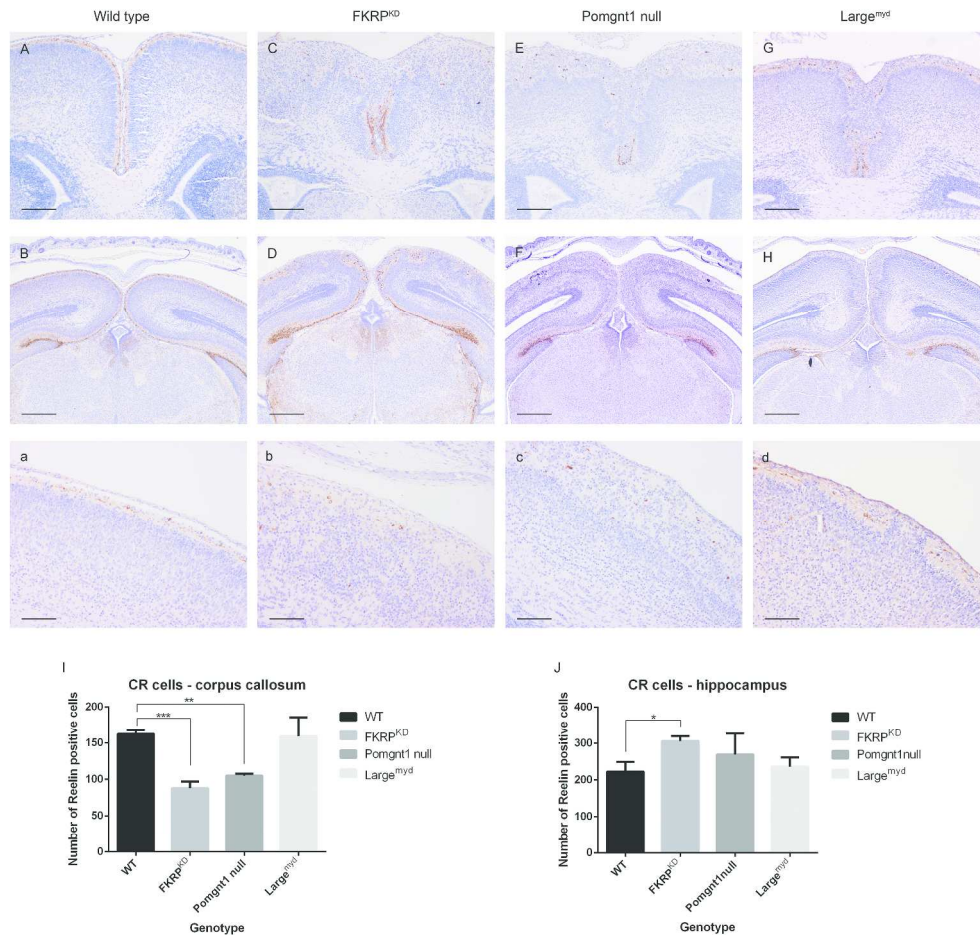 Wild type
FKRP^KD
Pomgnt1 null
Large^myd
A
C
E
G
B
D
F
H
a
b
c
d
I
CR cells - corpus callosum
Number of Reelin positive cells
200
150
100
50
0
***
**
WT
FKRP^KD
Pomgnt1 null
Large^myd
WT
FKRP^KD
Pomgnt1 null
Large^myd
Genotype
J
CR cells - hippocampus
Number of Reelin positive cells
400
300
200
100
0
*
WT
FKRP^KD
Pomgnt1null
Large^myd
WT
FKRP^KD
Pomgnt1null
Large^myd
Genotype